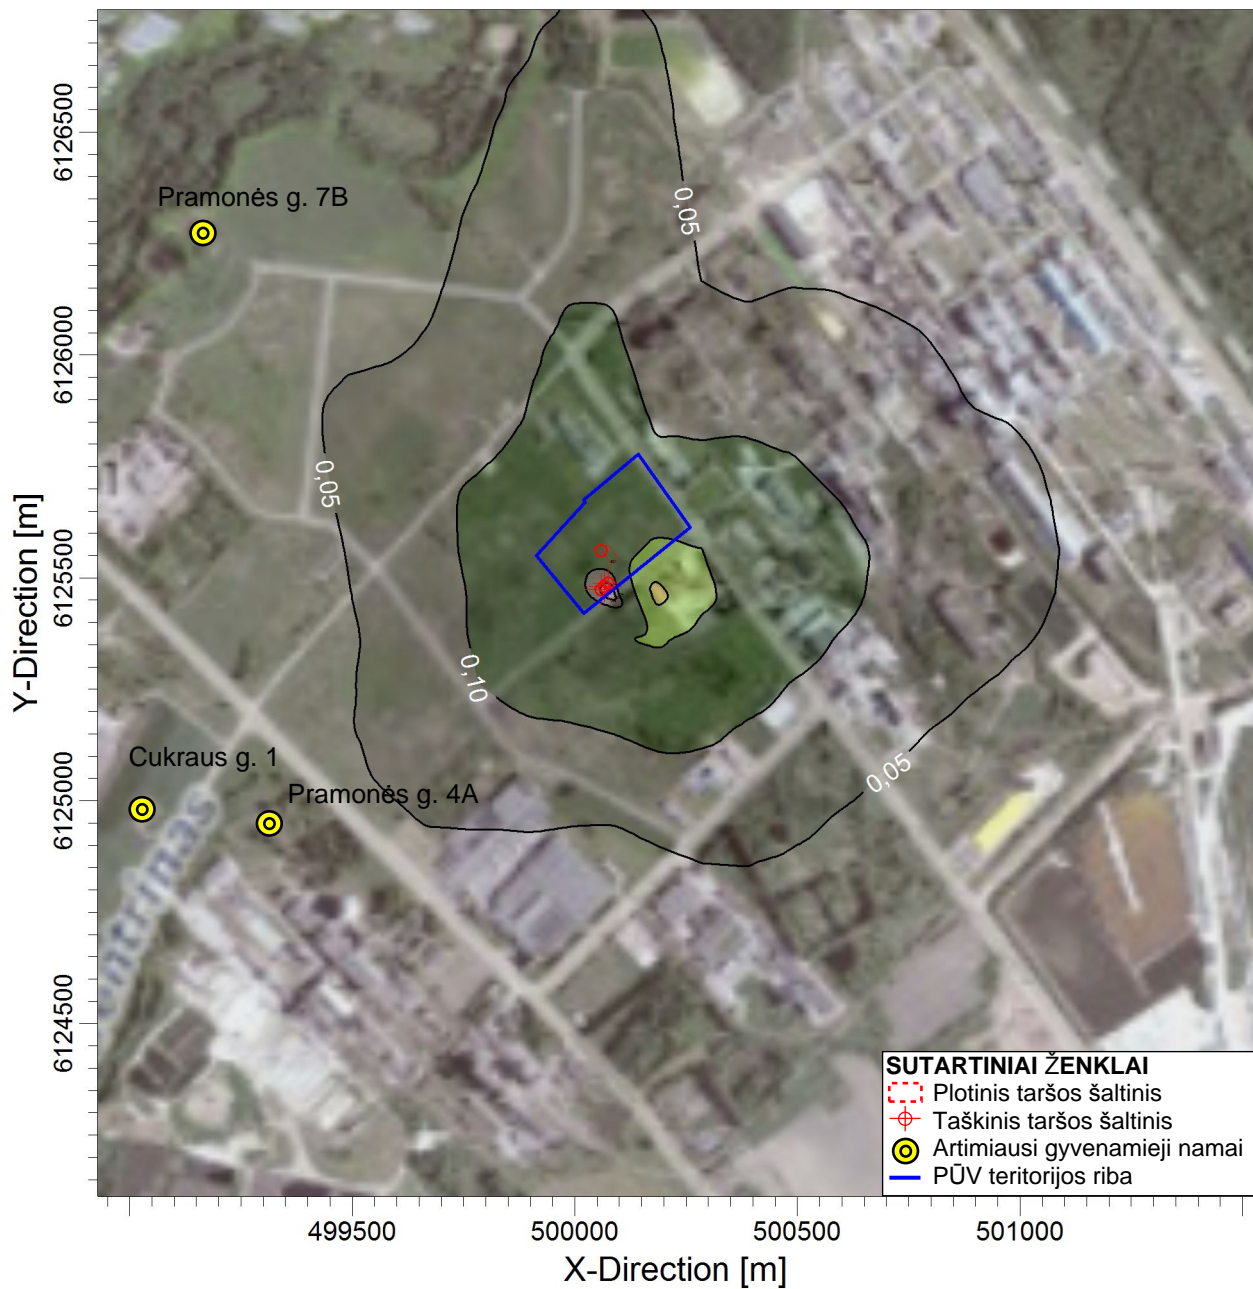 6126500
Pramonės g. 7B
0,05
6126000
0,05
Y-Direction [m]
6125500
0,10
Cukraus g. 1
0,05
Pramonės g. 4A
6125000
6124500
SUTARTINIAI ŽENKLAI
Plotinis taršos šaltinis
Taškinis taršos šaltinis
Artimiausi gyvenamieji namai
PŪV teritorijos riba
499500 500000 500500 501000
X-Direction [m]